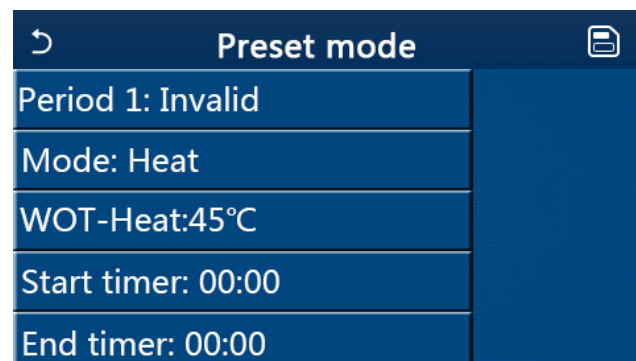 Preset mode
Period 1: Invalid
Mode: Heat
WOT-Heat:45℃
Start timer: 00:00
End timer: 00:00